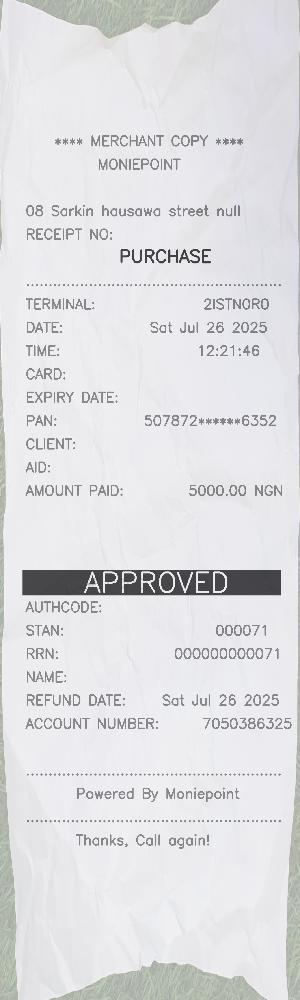 **** MERCHANT COPY ****
MONIEPOINT
08 Sarkin hausawa street null
RECEIPT NO:
PURCHASE
TERMINAL: 2ISTN0R0
DATE: Sat Jul 26 2025
TIME: 12:21:46
CARD:
EXPIRY DATE:
PAN: 507872******6352
CLIENT:
AID:
AMOUNT PAID: 5000.00 NGN
APPROVED
AUTHCODE:
STAN: 000071
RRN: 000000000071
NAME:
REFUND DATE: Sat Jul 26 2025
ACCOUNT NUMBER: 7050386325
Powered By Moniepoint
Thanks, Call again!